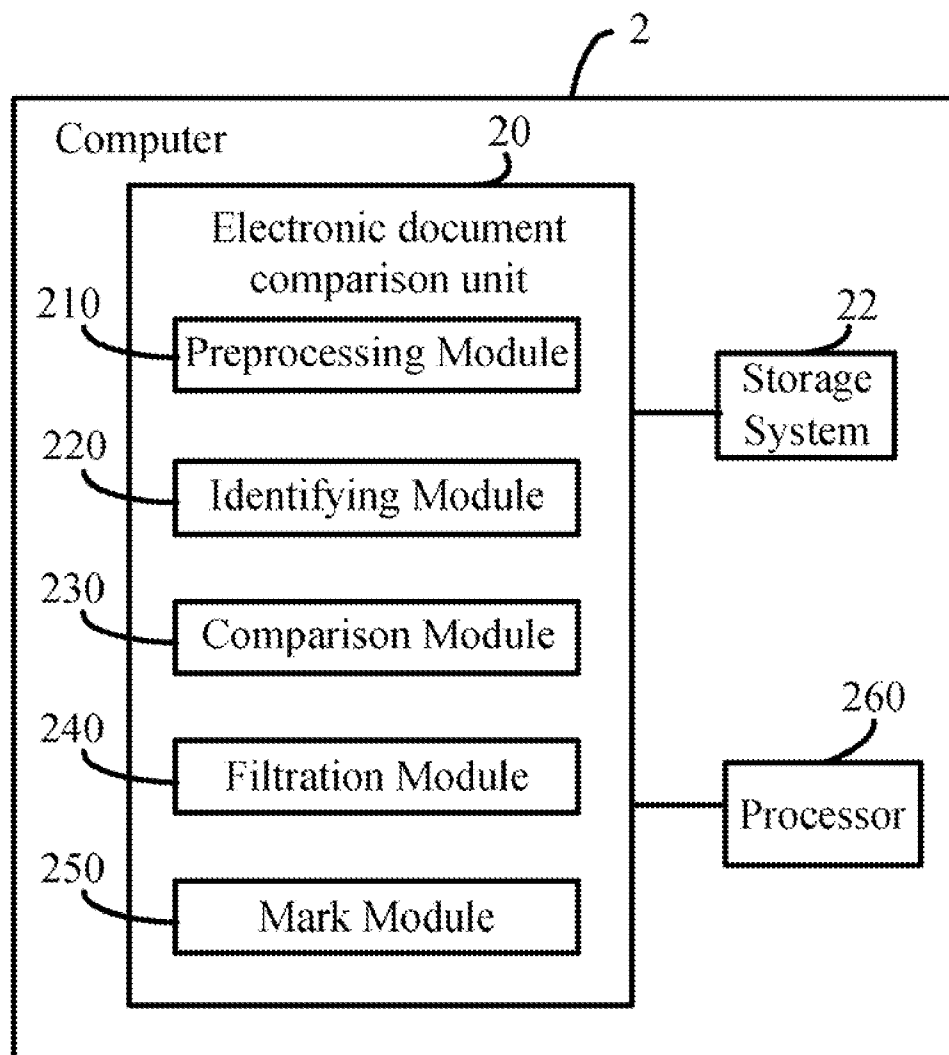 2
Computer
20
Electronic document
comparison unit
210
Preprocessing Module
22
Storage
System
220
Identifying Module
230
Comparison Module
240
Filtration Module
260
Processor
250
Mark Module